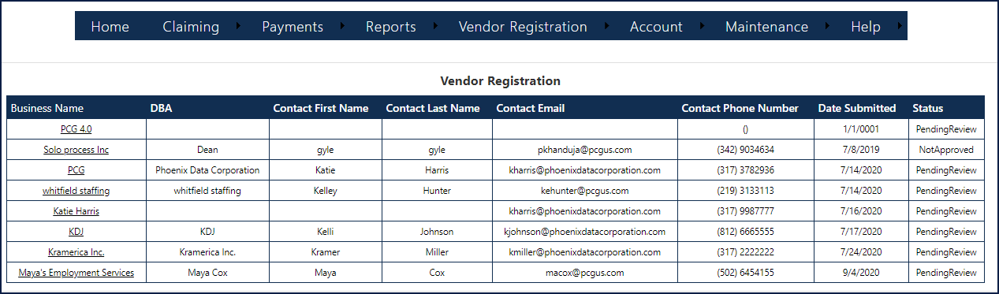 Home Claiming Payments Reports Vendor Registration Account Maintenance Help
Vendor Registration
Business Name DBA Contact First Name Contact Last Name Contact Email Contact Phone Number Date Submitted Status
PCG 4.0 () 1/1/0001 PendingReview
Solo process Inc Dean gyle gyle pkhanduja@pcgus.com (342) 9034634 7/8/2019 NotApproved
PCG Phoenix Data Corporation Katie Harris kharris@phoenixdatacorporation.com (317) 3782936 7/14/2020 PendingReview
whitfield staffing whitfield staffing Kelley Hunter kehunter@pcgus.com (219) 3133113 7/14/2020 PendingReview
Katie Harris kharris@phoenixdatacorporation.com (317) 9987777 7/16/2020 PendingReview
KDJ KDJ Kelli Johnson kjohnson@phoenixdatacorporation.com (812) 6665555 7/17/2020 PendingReview
Kramerica Inc. Kramerica Inc. Kramer Miller kmiller@phoenixdatacorporation.com (317) 2222222 7/24/2020 PendingReview
Maya's Employment Services Maya Cox Maya Cox macox@pcgus.com (502) 6454155 9/4/2020 PendingReview